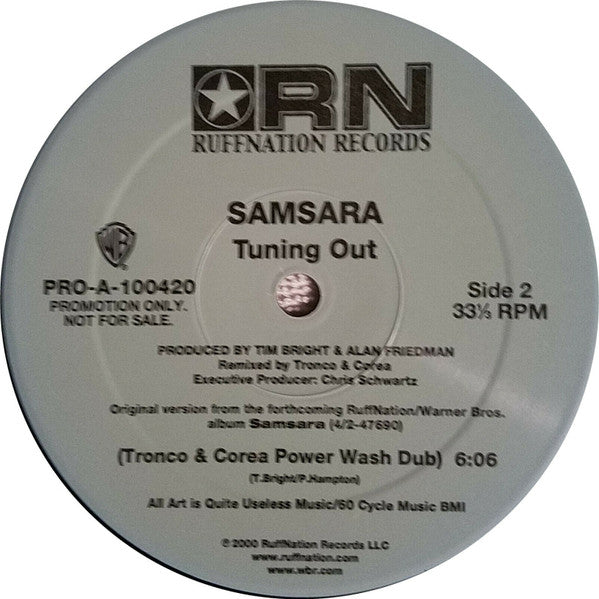 RN
RUFFNATION RECORDS
SAMSARA
Tuning Out
WB
PRO-A-100420
PROMOTION ONLY.
NOT FOR SALE.
Side 2
33⅓ RPM
PRODUCED BY TIM BRIGHT & ALAN FRIEDMAN
Remixed by Tronco & Corea
Executive Producer: Chris Schwartz
Original version from the forthcoming RuffNation/Warner Bros.
album Samsara (4/2-47690)
(Tronco & Corea Power Wash Dub) 6:06
(T.Bright/P.Hampton)
All Art is Quite Useless Music/60 Cycle Music BMI
℗ 2000 RuffNation Records LLC
www.ruffnation.com
www.wbr.com